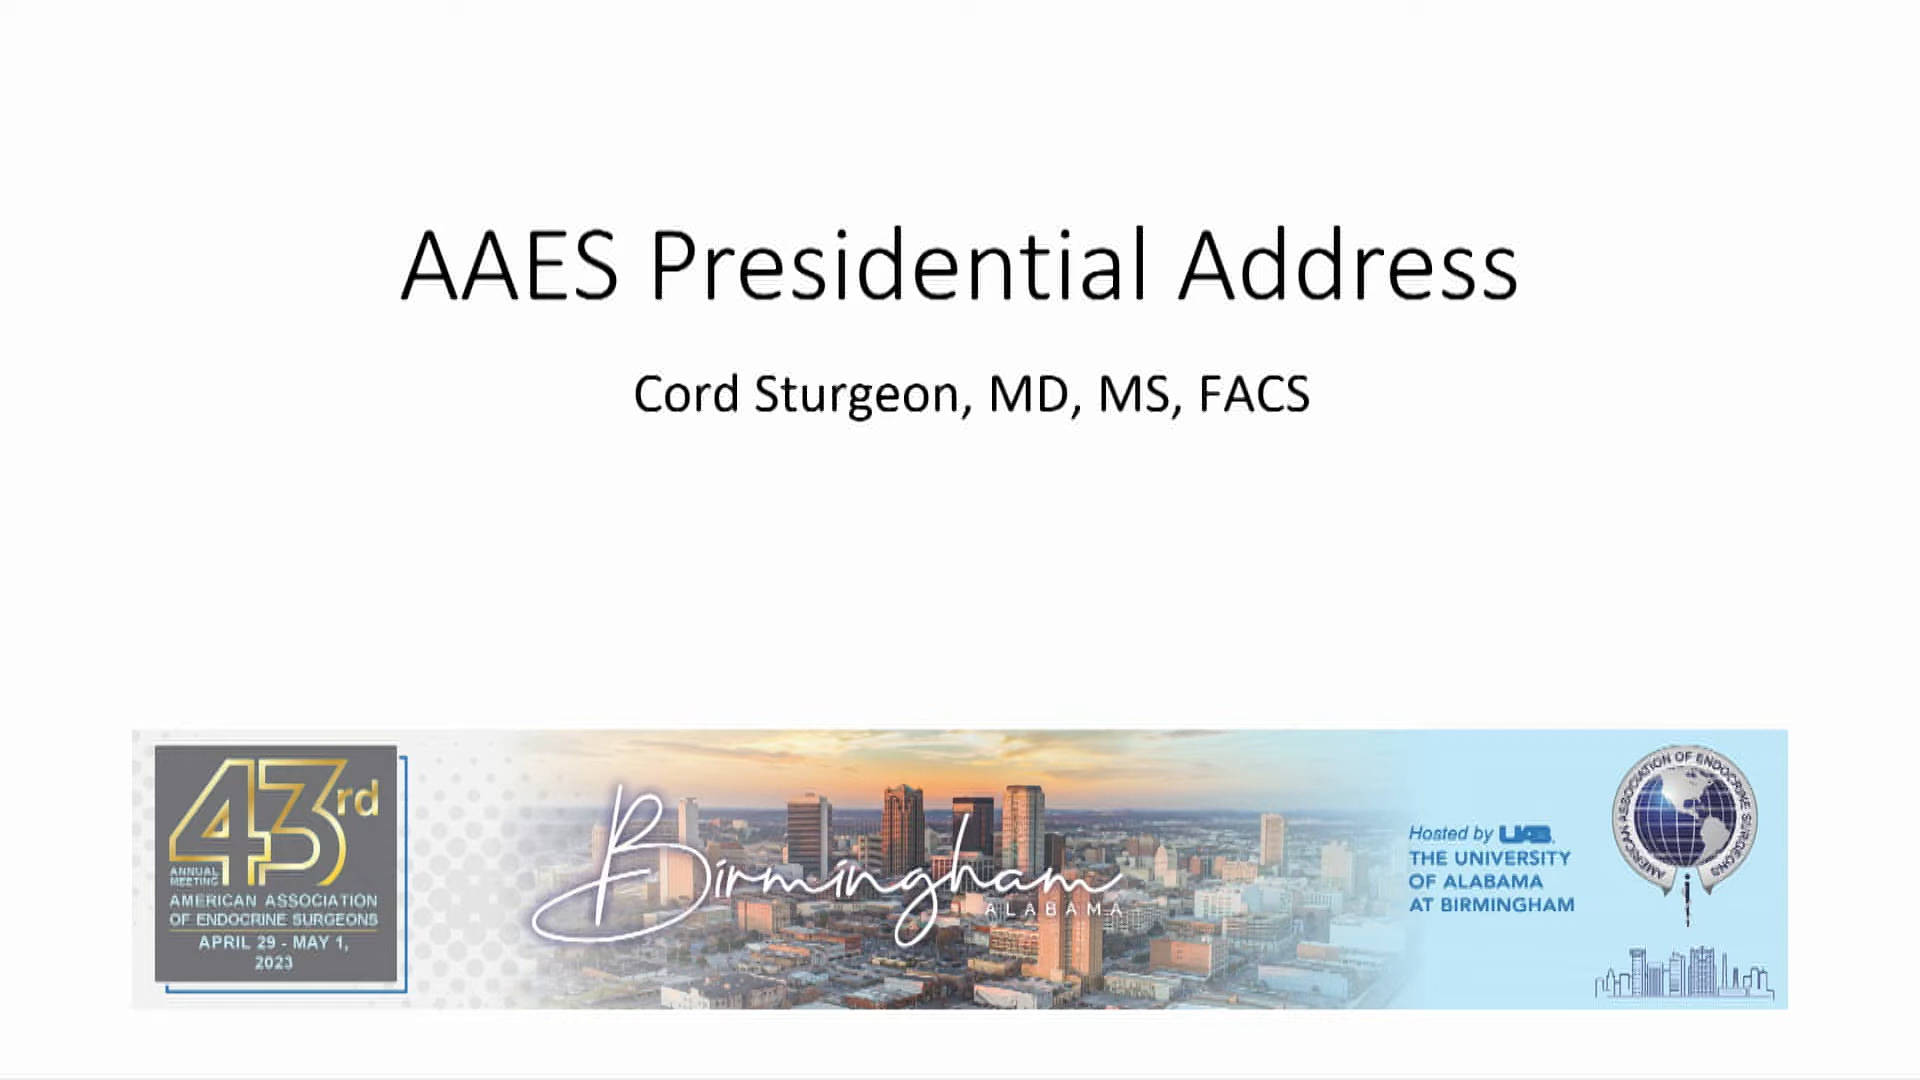 AAES Presidential Address
Cord Sturgeon, MD, MS, FACS
43rd
ANNUAL
MEETING
AMERICAN ASSOCIATION
OF ENDOCRINE SURGEONS
APRIL 29 - MAY 1,
2023
Birmingham
ALABAMA
Hosted by UAB.
THE UNIVERSITY
OF ALABAMA
AT BIRMINGHAM
AMERICAN ASSOCIATION OF ENDOCRINE SURGEONS